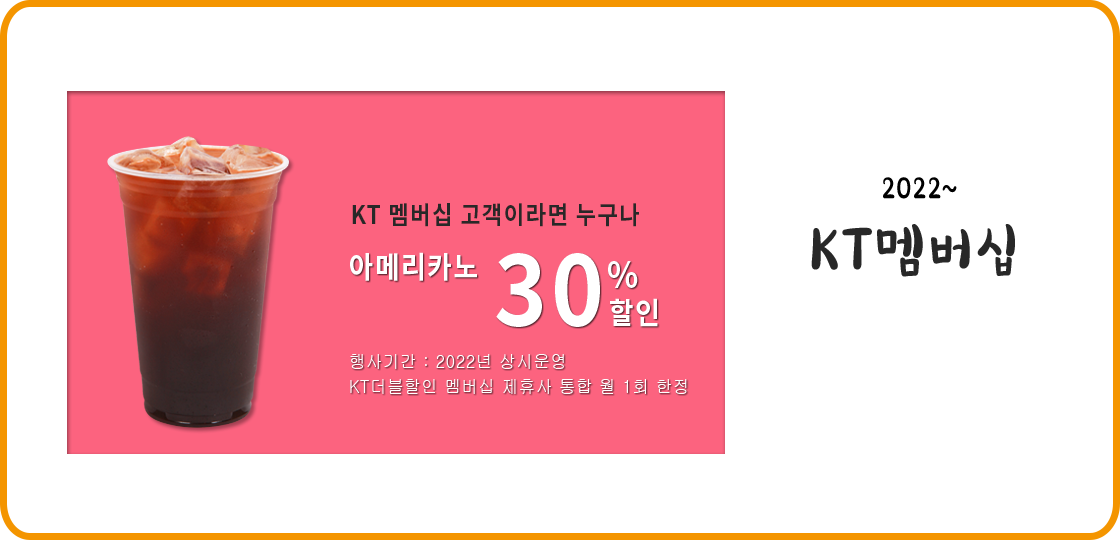 KT 멤버십 고객이라면 누구나
아메리카노 30%
할인
행사기간 : 2022년 상시운영
KT더블할인 멤버십 제휴사 통합 월 1회 한정
2022~
KT멤버십